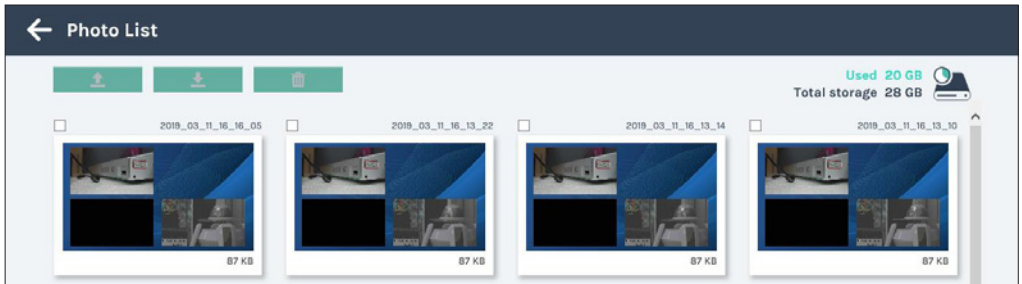 Photo List
Used 20 GB
Total storage 28 GB
2019_03_11_16_16_05
2019_03_11_16_13_22
2019_03_11_16_13_14
2019_03_11_16_13_10
87 KB
87 KB
87 KB
87 KB